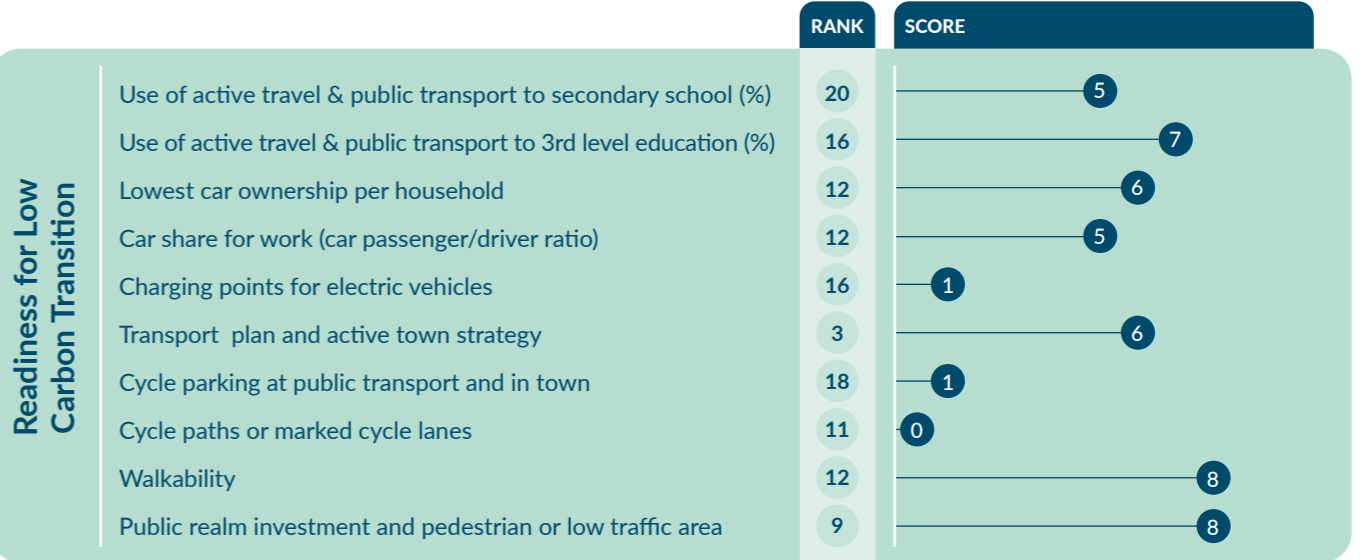 RANK SCORE
Readiness for Low
Carbon Transition
Use of active travel & public transport to secondary school (%) 20 5
Use of active travel & public transport to 3rd level education (%) 16 7
Lowest car ownership per household 12 6
Car share for work (car passenger/driver ratio) 12 5
Charging points for electric vehicles 16 1
Transport  plan and active town strategy 3 6
Cycle parking at public transport and in town 18 1
Cycle paths or marked cycle lanes 11 0
Walkability 12 8
Public realm investment and pedestrian or low traffic area 9 8